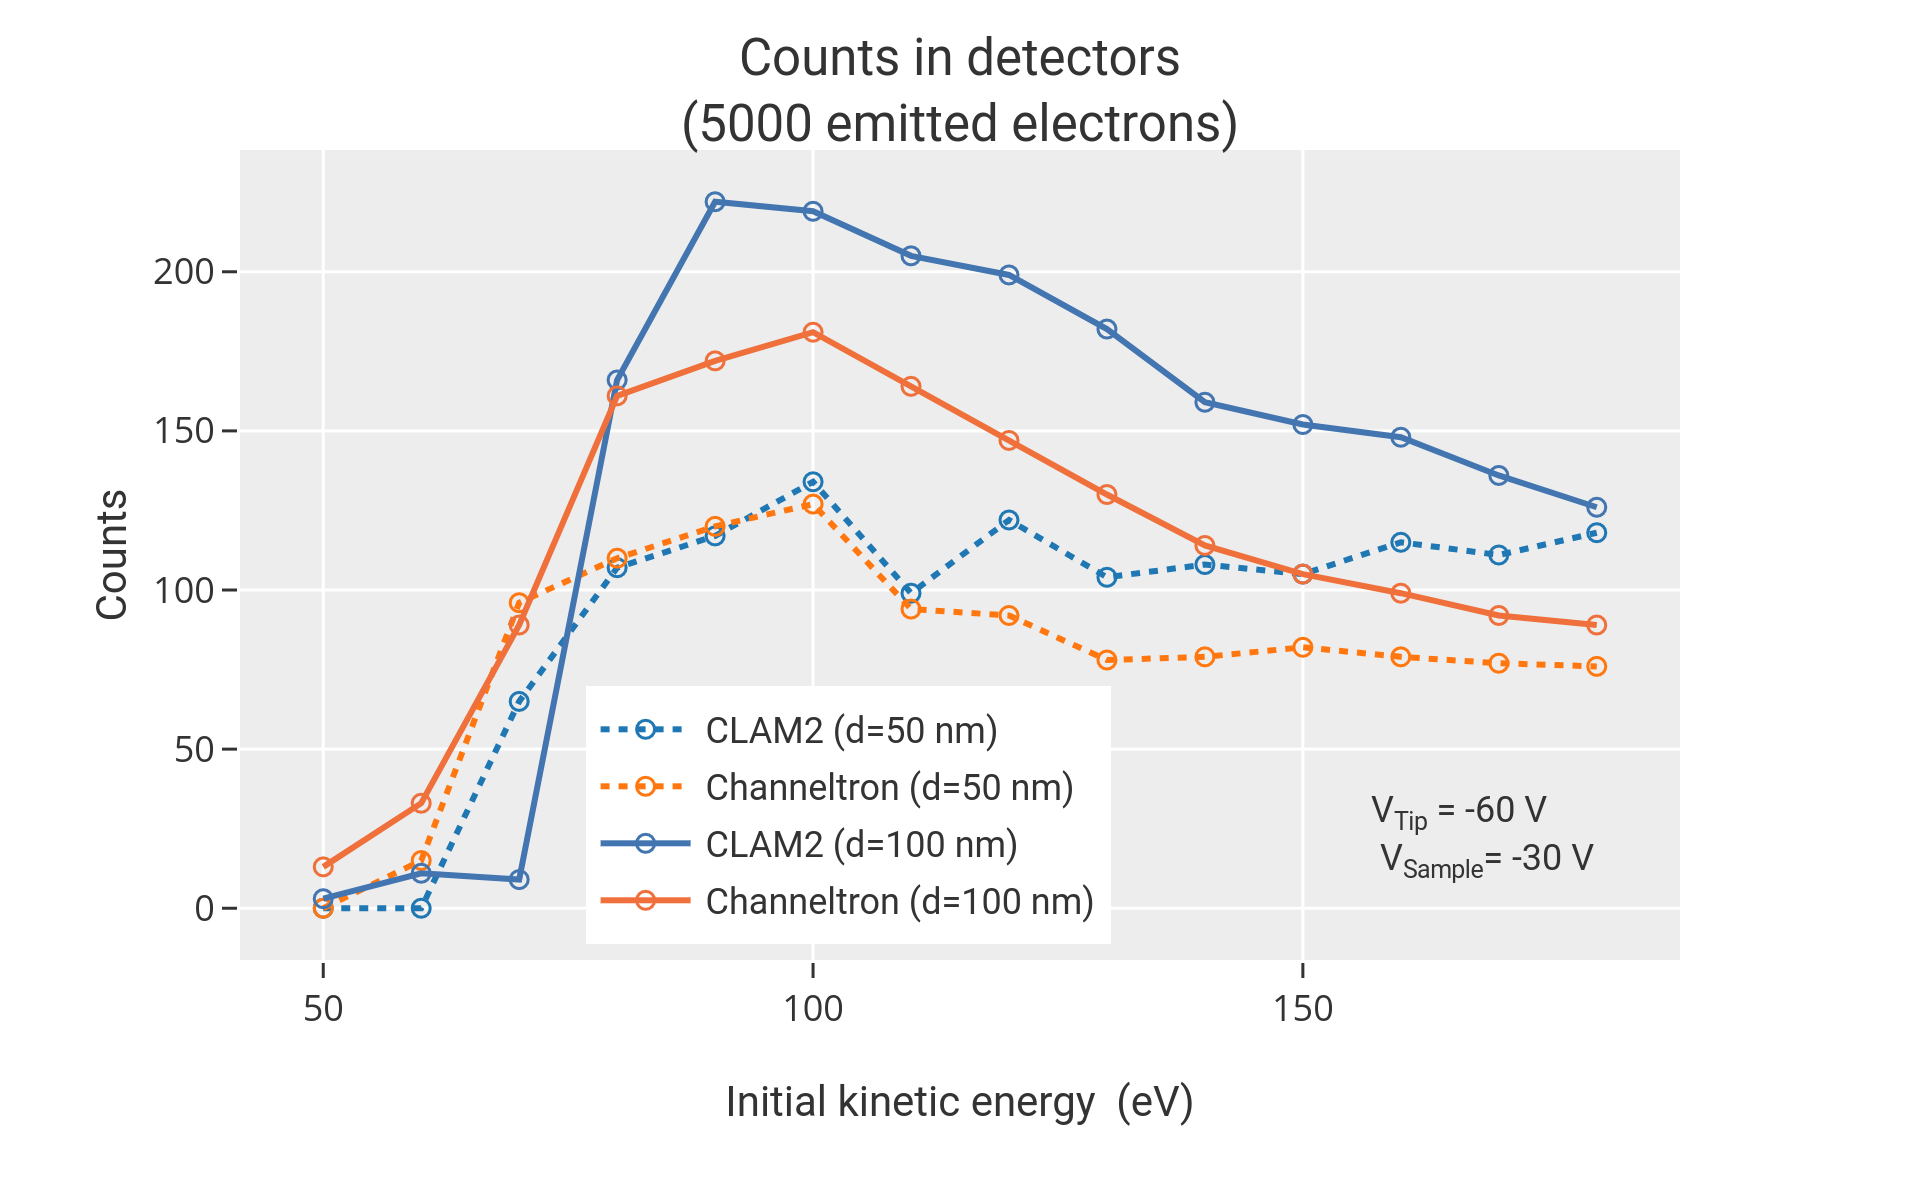 Counts in detectors
(5000 emitted electrons)
200
150
100
50
0
Counts
CLAM2 (d=50 nm)
Channeltron (d=50 nm)
CLAM2 (d=100 nm)
Channeltron (d=100 nm)
VTip = -60 V
VSample= -30 V
50
100
150
Initial kinetic energy (eV)